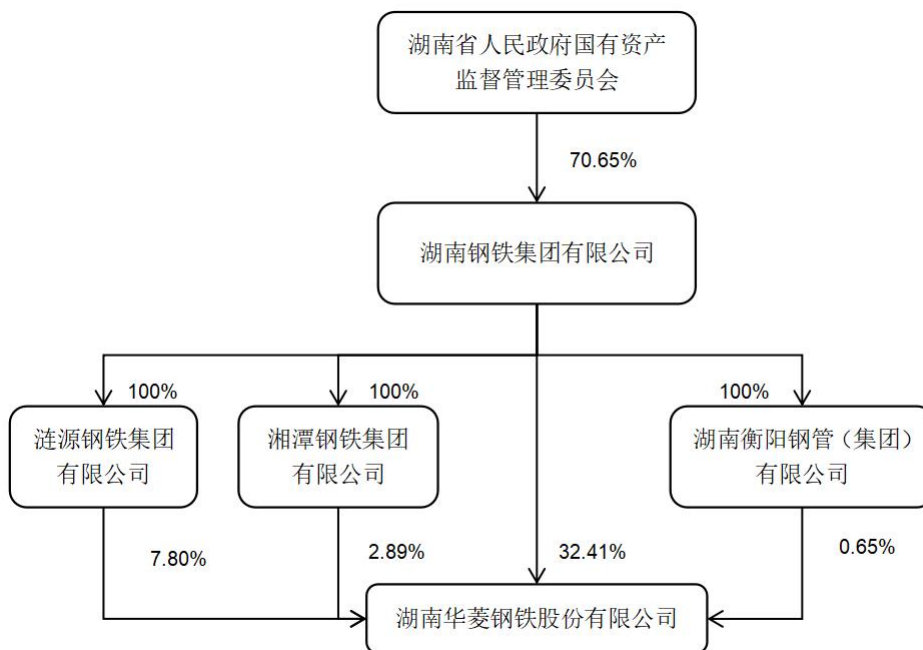 湖南省人民政府国有资产
监督管理委员会
70.65%
湖南钢铁集团有限公司
100%
100%
100%
涟源钢铁集团
有限公司
湘潭钢铁集团
有限公司
湖南衡阳钢管（集团）
有限公司
7.80%
2.89%
32.41%
0.65%
湖南华菱钢铁股份有限公司